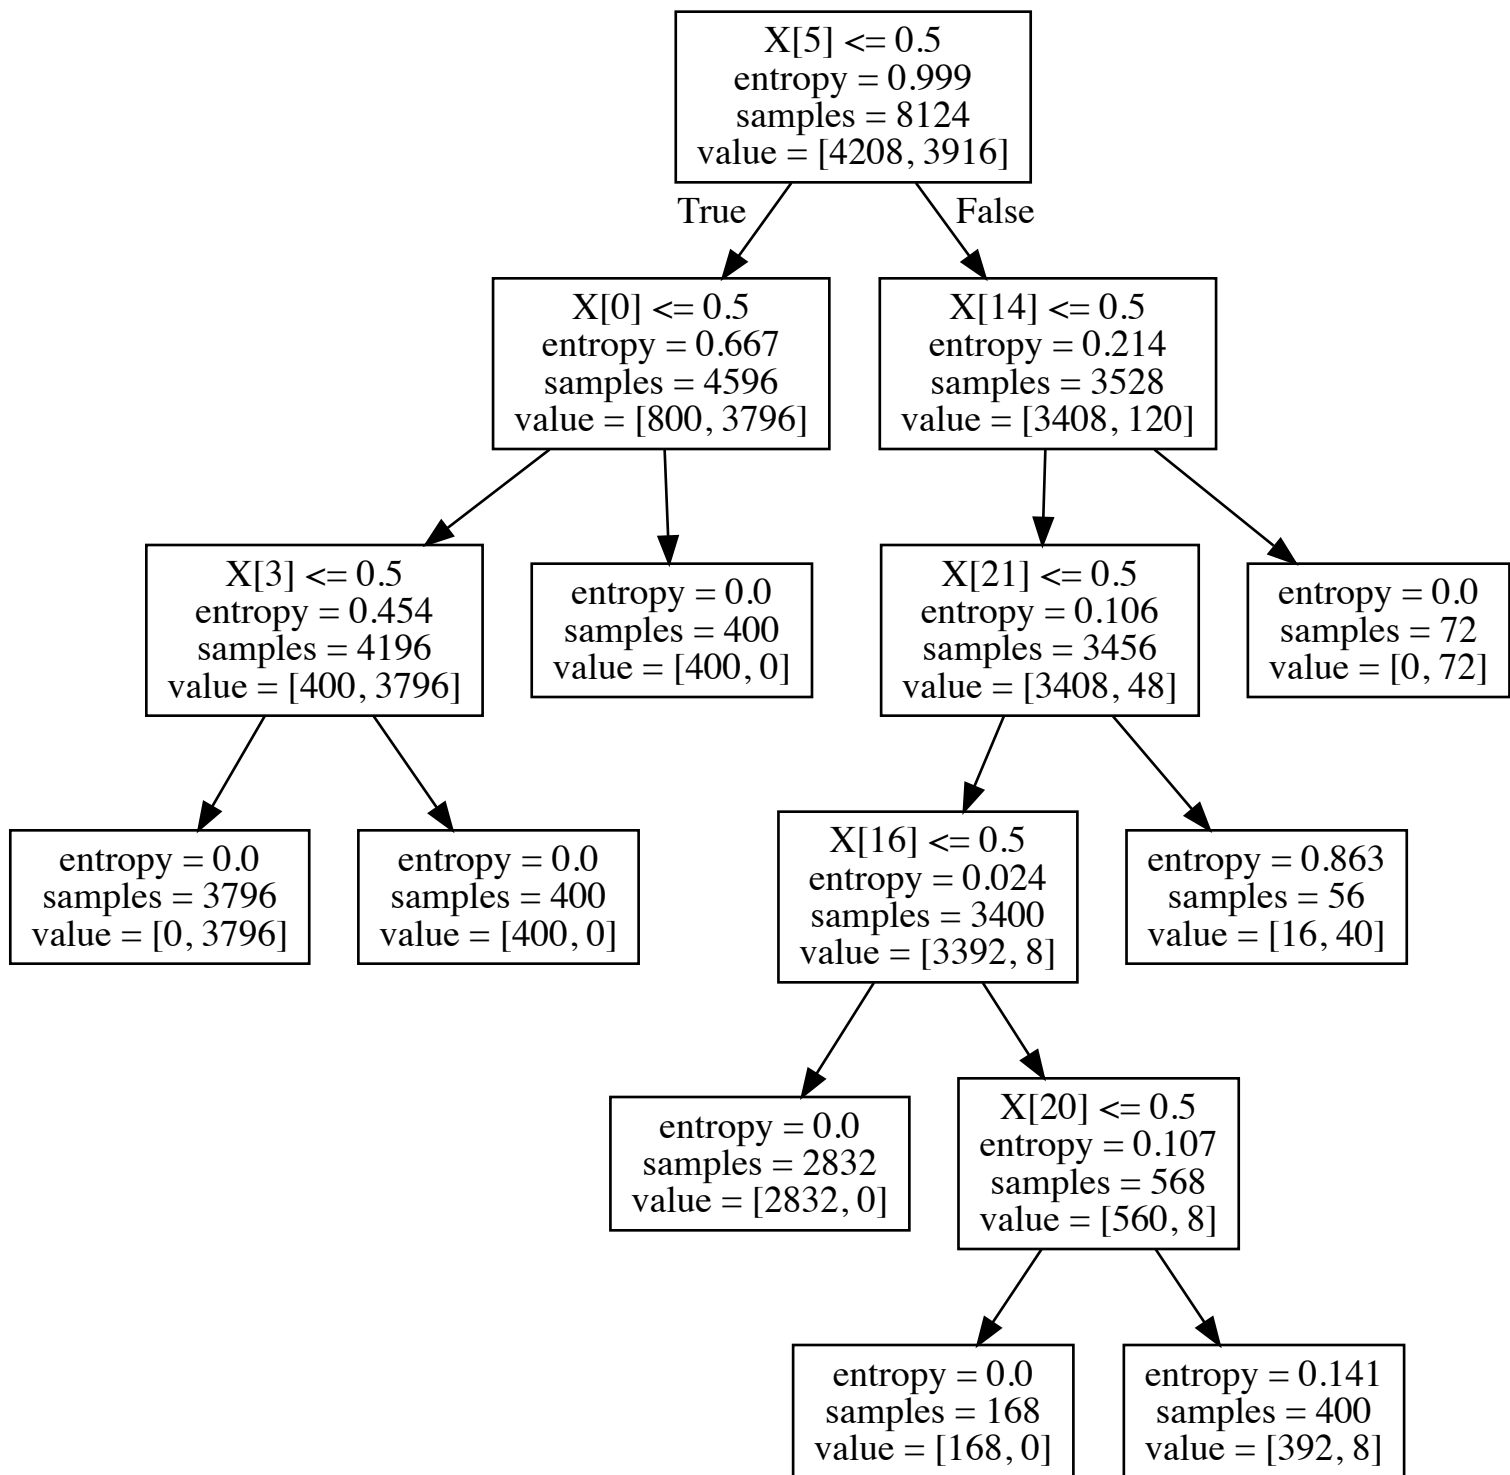 X[5] <= 0.5
entropy = 0.999
samples = 8124
value = [4208, 3916]
True
False
X[0] <= 0.5
entropy = 0.667
samples = 4596
value = [800, 3796]
X[14] <= 0.5
entropy = 0.214
samples = 3528
value = [3408, 120]
X[3] <= 0.5
entropy = 0.454
samples = 4196
value = [400, 3796]
entropy = 0.0
samples = 400
value = [400, 0]
X[21] <= 0.5
entropy = 0.106
samples = 3456
value = [3408, 48]
entropy = 0.0
samples = 72
value = [0, 72]
entropy = 0.0
samples = 3796
value = [0, 3796]
entropy = 0.0
samples = 400
value = [400, 0]
X[16] <= 0.5
entropy = 0.024
samples = 3400
value = [3392, 8]
entropy = 0.863
samples = 56
value = [16, 40]
entropy = 0.0
samples = 2832
value = [2832, 0]
X[20] <= 0.5
entropy = 0.107
samples = 568
value = [560, 8]
entropy = 0.0
samples = 168
value = [168, 0]
entropy = 0.141
samples = 400
value = [392, 8]